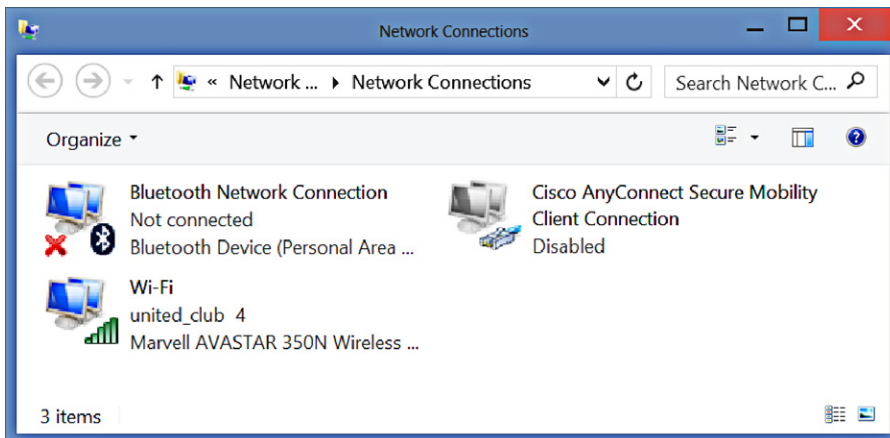 Network Connections
« Network ... Network Connections
Search Network C...
Organize
Bluetooth Network Connection
Not connected
Bluetooth Device (Personal Area ...
Cisco AnyConnect Secure Mobility
Client Connection
Disabled
Wi-Fi
united_club 4
Marvell AVASTAR 350N Wireless ...
3 items